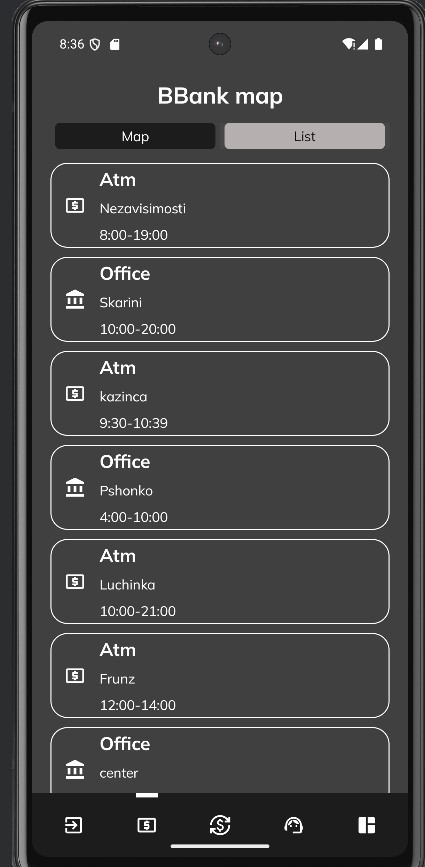 8:36
BBank map
Map
List
Atm
Nezavisimosti
8:00-19:00
Office
Skarini
10:00-20:00
Atm
kazinca
9:30-10:39
Office
Pshonko
4:00-10:00
Atm
Luchinka
10:00-21:00
Atm
Frunz
12:00-14:00
Office
center